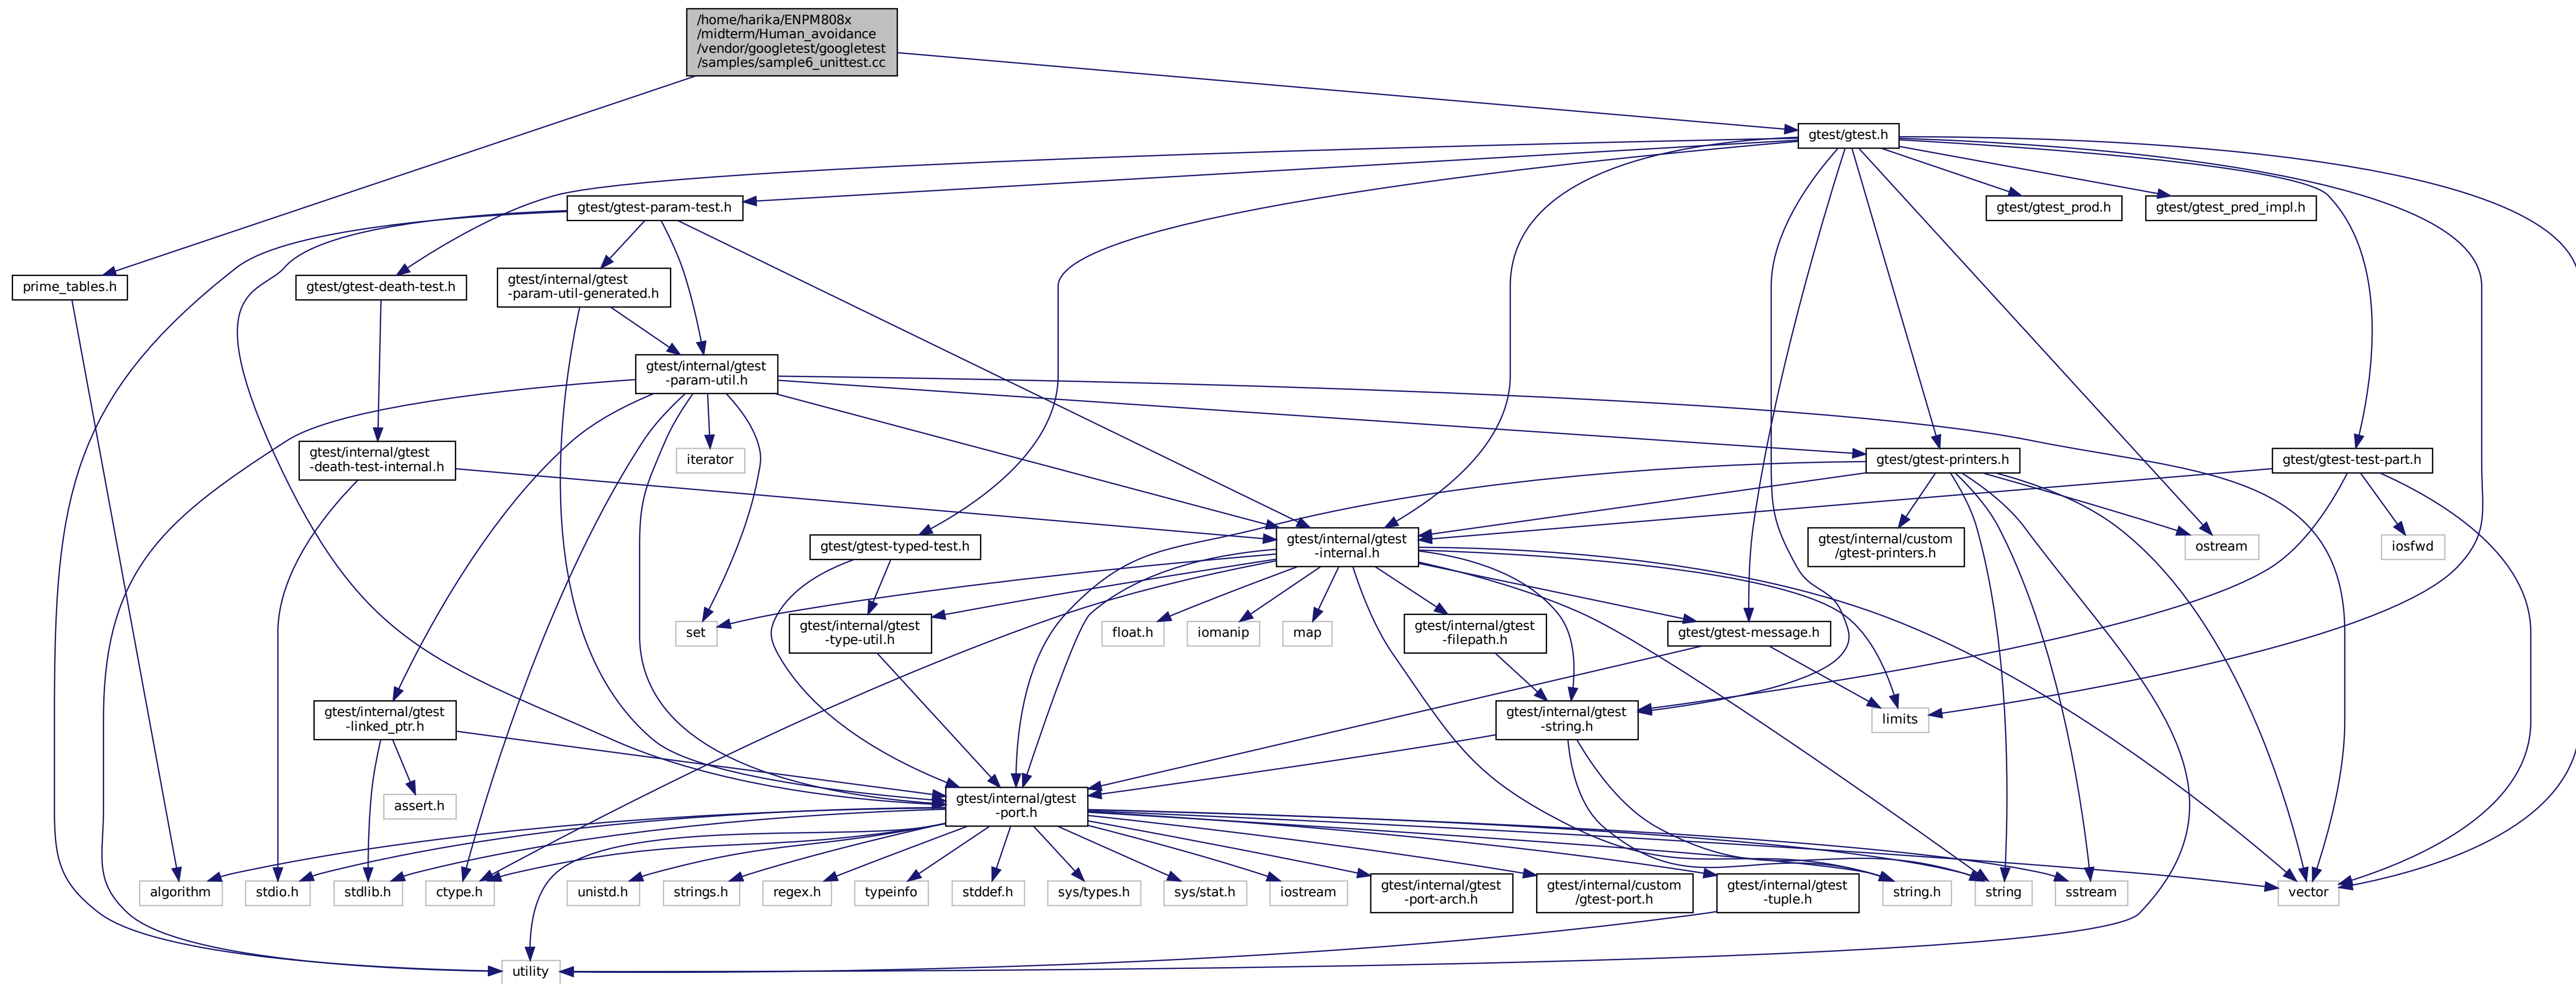 /home/harika/ENPM808x
/midterm/Human_avoidance
/vendor/googletest/googletest
/samples/sample6_unittest.cc
gtest/gtest.h
gtest/gtest-param-test.h
gtest/gtest_prod.h
gtest/gtest_pred_impl.h
prime_tables.h
gtest/gtest-death-test.h
gtest/internal/gtest
-param-util-generated.h
gtest/internal/gtest
-param-util.h
gtest/internal/gtest
-death-test-internal.h
iterator
gtest/gtest-printers.h
gtest/gtest-test-part.h
gtest/gtest-typed-test.h
gtest/internal/gtest
-internal.h
gtest/internal/custom
/gtest-printers.h
ostream
iosfwd
set
gtest/internal/gtest
-type-util.h
float.h
iomanip
map
gtest/internal/gtest
-filepath.h
gtest/gtest-message.h
gtest/internal/gtest
-linked_ptr.h
gtest/internal/gtest
-string.h
limits
assert.h
gtest/internal/gtest
-port.h
algorithm
stdio.h
stdlib.h
ctype.h
unistd.h
strings.h
regex.h
typeinfo
stddef.h
sys/types.h
sys/stat.h
iostream
gtest/internal/gtest
-port-arch.h
gtest/internal/custom
/gtest-port.h
gtest/internal/gtest
-tuple.h
string.h
string
sstream
vector
utility